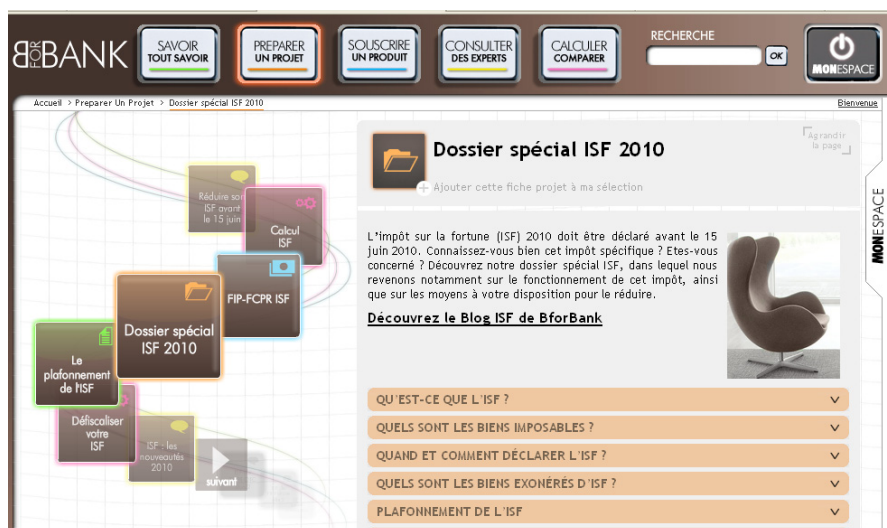 BFORBANK
SAVOIR
TOUT SAVOIR
PREPARER
UN PROJET
SOUSCRIRE
UN PRODUIT
CONSULTER
DES EXPERTS
CALCULER
COMPARER
RECHERCHE
OK
MONESPACE
Accueil > Preparer Un Projet > Dossier spécial ISF 2010
Bienvenue
Réduire son
ISF avant
le 15 juin
Calcul
ISF
FIP-FCPR ISF
Dossier spécial
ISF 2010
Le
plafonnement
de l'ISF
Défiscaliser
votre
ISF
ISF : les
nouveautés
2010
suivant
Dossier spécial ISF 2010
Agrandir
la page
Ajouter cette fiche projet à ma sélection
L'impôt sur la fortune (ISF) 2010 doit être déclaré avant le 15
juin 2010. Connaissez-vous bien cet impôt spécifique ? Etes-vous
concerné ? Découvrez notre dossier spécial ISF, dans lequel nous
revenons notamment sur le fonctionnement de cet impôt, ainsi
que sur les moyens à votre disposition pour le réduire.
Découvrez le Blog ISF de BforBank
QU'EST-CE QUE L'ISF ?
QUELS SONT LES BIENS IMPOSABLES ?
QUAND ET COMMENT DÉCLARER L'ISF ?
QUELS SONT LES BIENS EXONÉRÉS D'ISF ?
PLAFONNEMENT DE L'ISF
MONESPACE